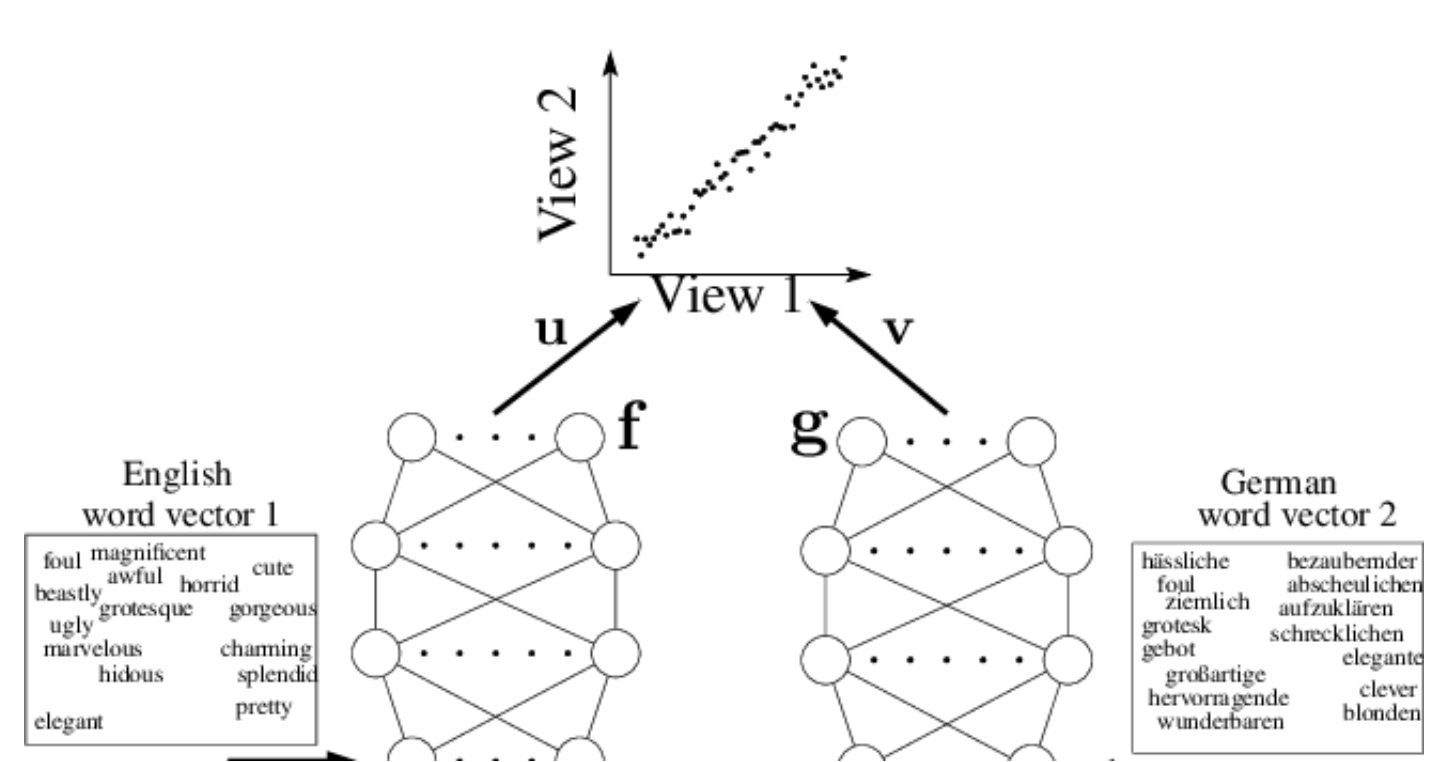 View 2
View 1
u
v
f
g
English
word vector 1
foul magnificent
cute
awful
horrid
beastly
grotesque
gorgeous
ugly
marvelous
charming
hidous
splendid
pretty
elegant
German
word vector 2
hässliche
bezaubernder
foul
abscheulichen
ziemlich
aufzuklären
grotesk
schrecklichen
gebot
elegante
großartige
clever
hervorragende
blonden
wunderbaren